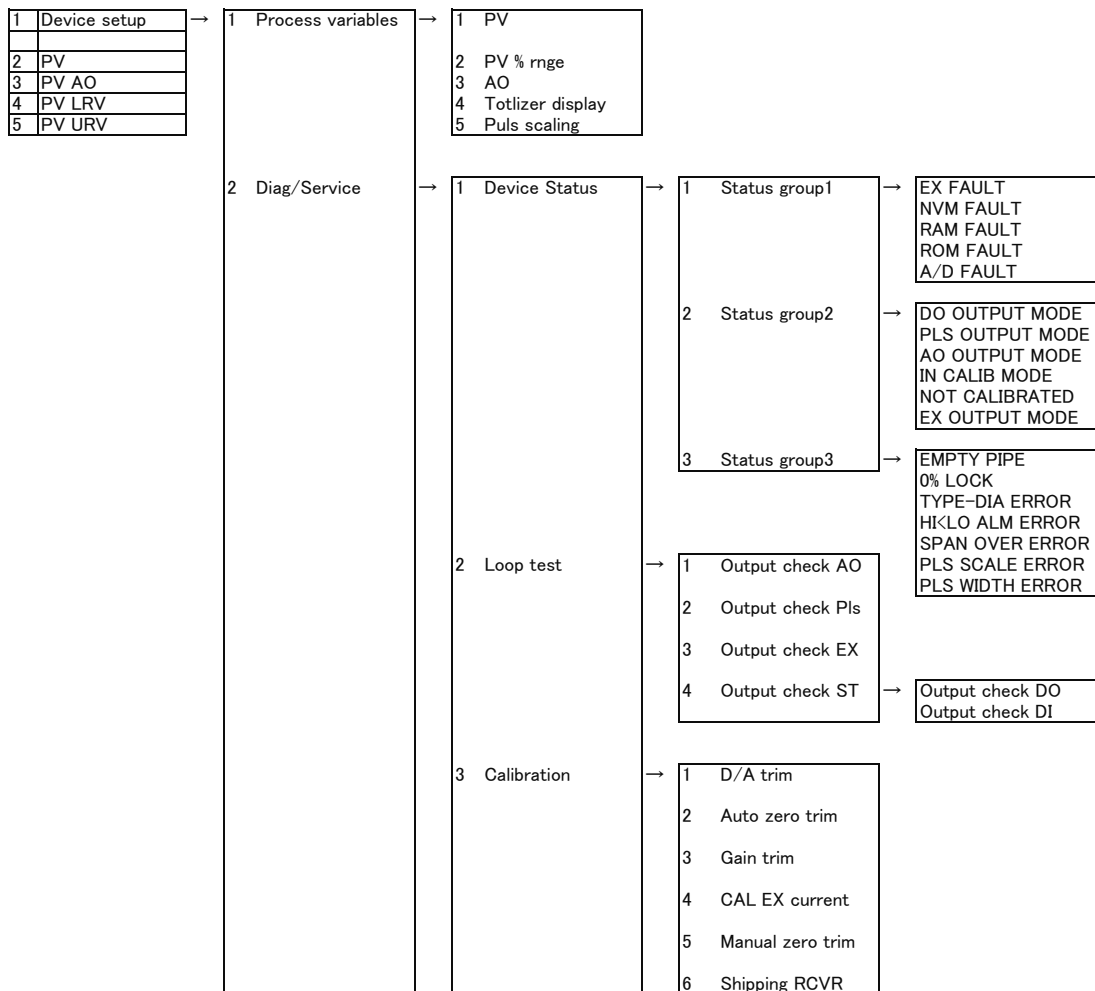 1 Device setup → 1 Process variables → 1 PV
2 PV 2 PV % rnge
3 PV AO 3 AO
4 PV LRV 4 Totlizer display
5 PV URV 5 Puls scaling
2 Diag/Service → 1 Device Status → 1 Status group1 → EX FAULT
NVM FAULT
RAM FAULT
ROM FAULT
A/D FAULT
2 Status group2 → DO OUTPUT MODE
PLS OUTPUT MODE
AO OUTPUT MODE
IN CALIB MODE
NOT CALIBRATED
EX OUTPUT MODE
3 Status group3 → EMPTY PIPE
0% LOCK
TYPE-DIA ERROR
HI<LO ALM ERROR
SPAN OVER ERROR
2 Loop test → 1 Output check AO PLS SCALE ERROR
PLS WIDTH ERROR
2 Output check Pls
3 Output check EX
4 Output check ST → Output check DO
Output check DI
3 Calibration → 1 D/A trim
2 Auto zero trim
3 Gain trim
4 CAL EX current
5 Manual zero trim
6 Shipping RCVR